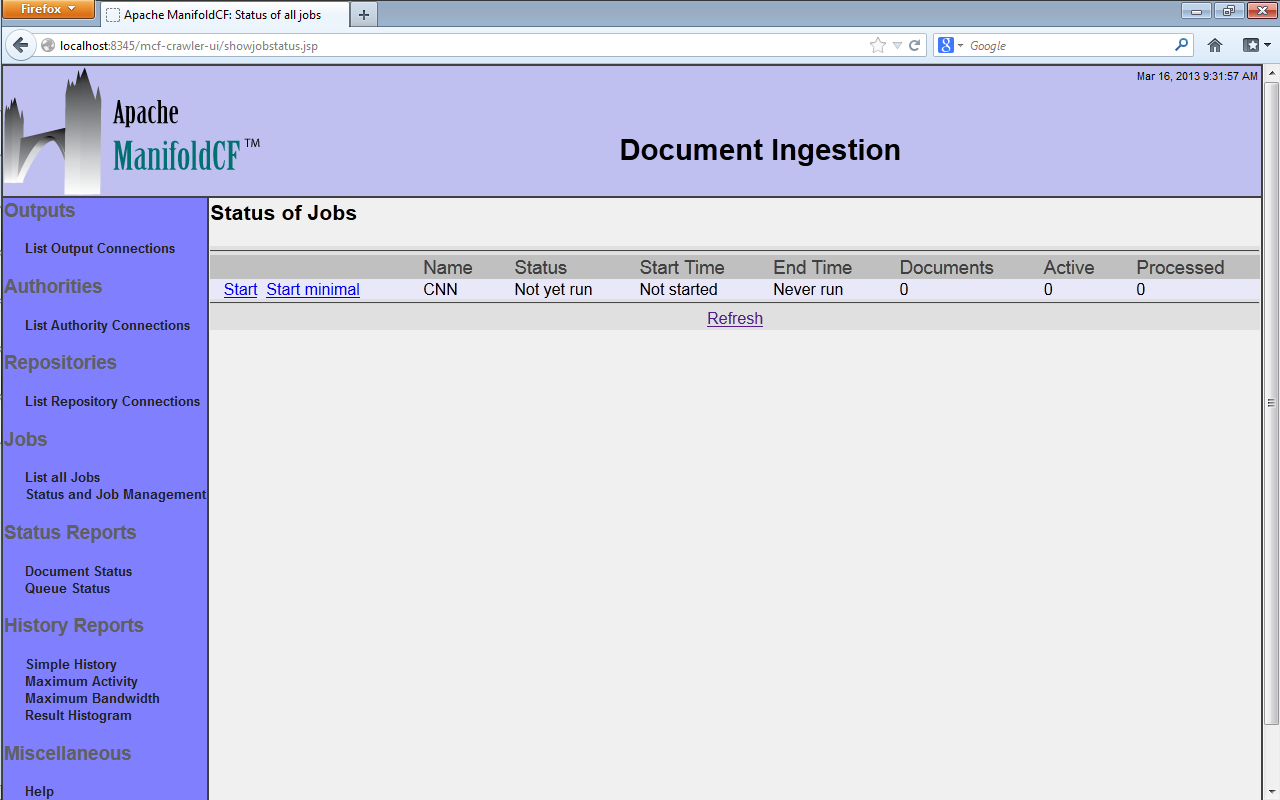 Firefox
Apache ManifoldCF: Status of all jobs
localhost:8345/mcf-crawler-ui/showjobstatus.jsp
Google
Mar 16, 2013 9:31:57 AM
Apache
ManifoldCF™
Document Ingestion
Outputs
List Output Connections
Authorities
List Authority Connections
Repositories
List Repository Connections
Jobs
List all Jobs
Status and Job Management
Status Reports
Document Status
Queue Status
History Reports
Simple History
Maximum Activity
Maximum Bandwidth
Result Histogram
Miscellaneous
Help
Status of Jobs
Name Status Start Time End Time Documents Active Processed
Start Start minimal CNN Not yet run Not started Never run 0 0 0
Refresh